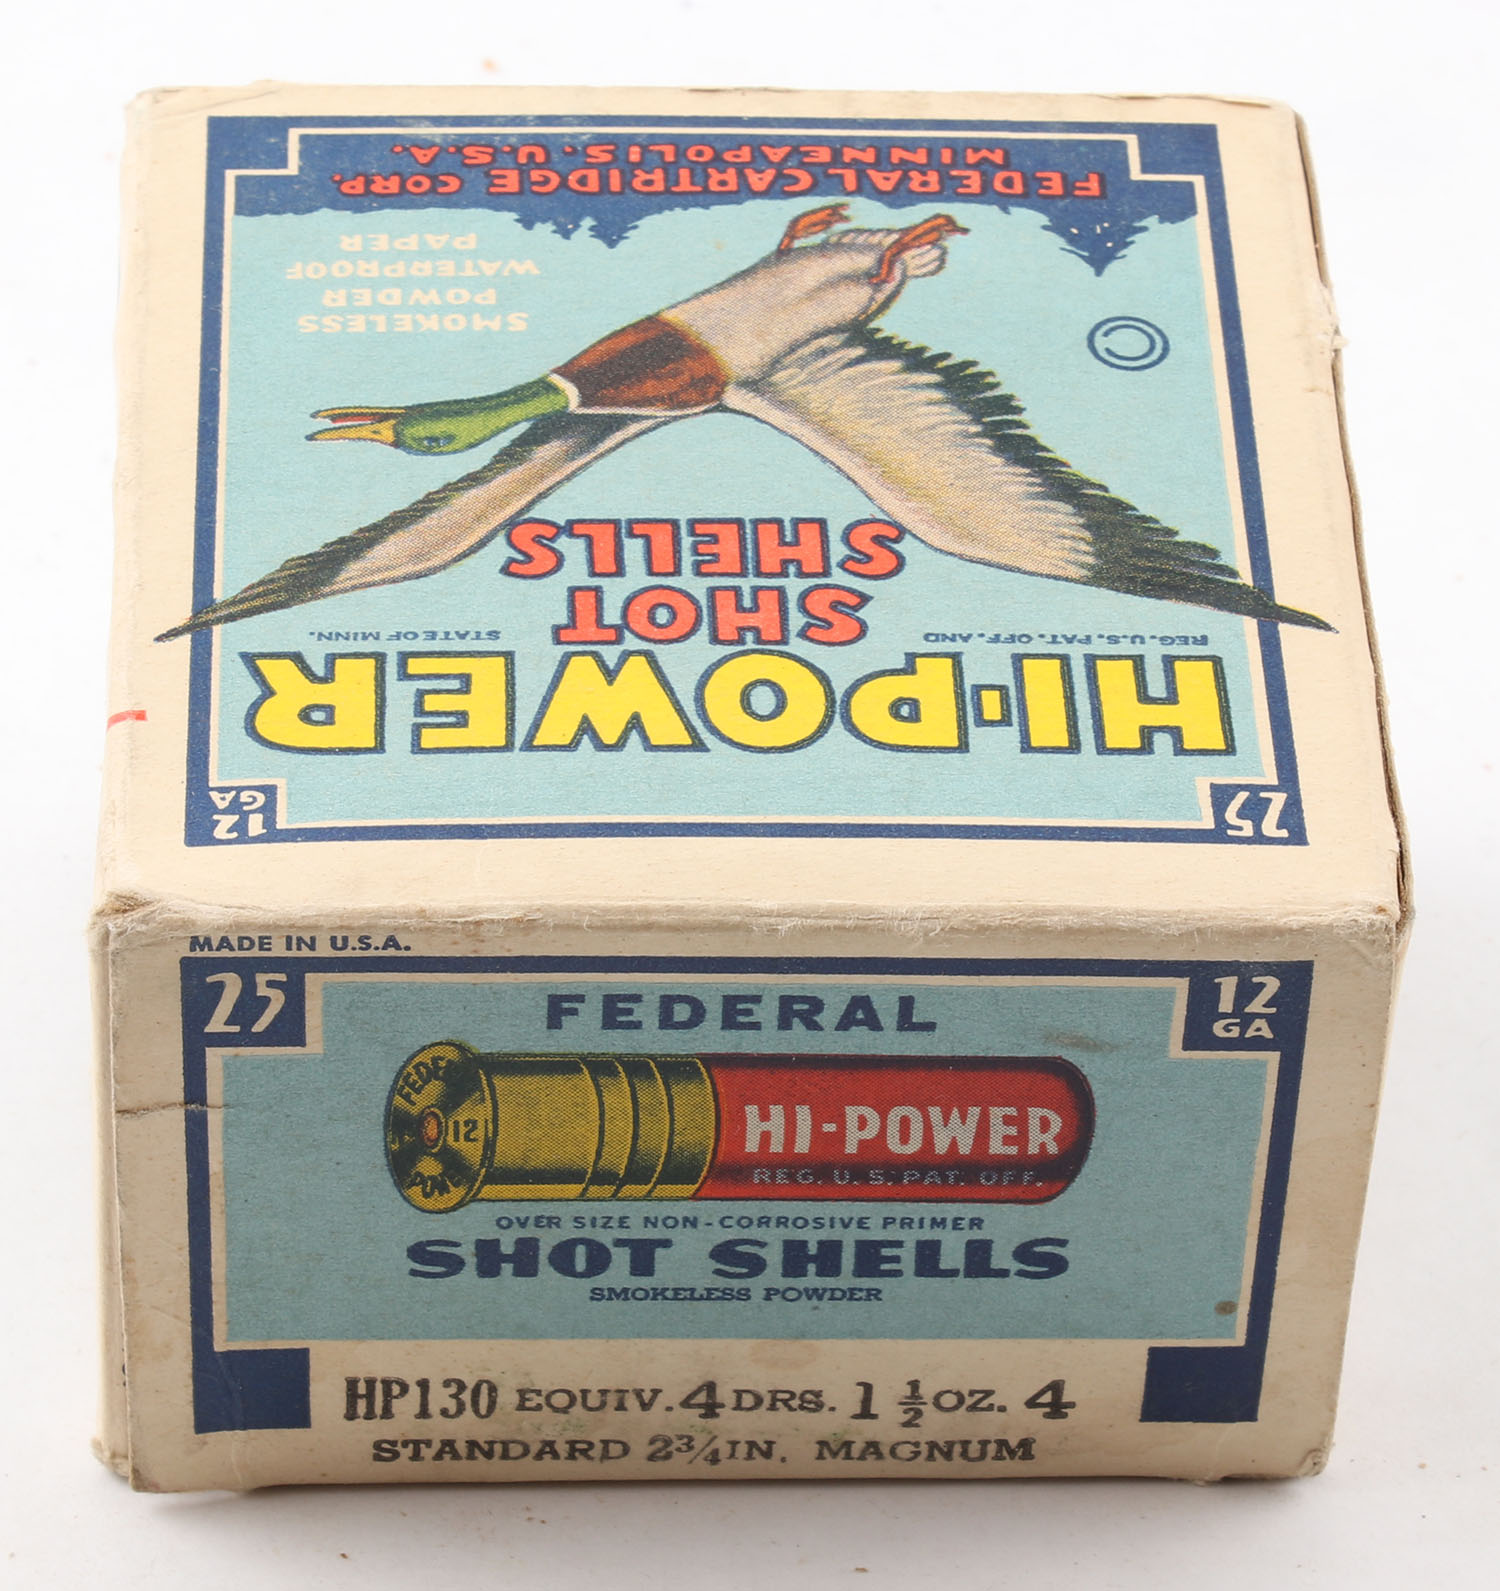 FEDERAL CARTRIDGE CORP.
MINNEAPOLIS, U.S.A.
SMOKELESS
POWDER
WATERPROOF
PAPER
SHOT
SHELLS
REG. U.S. PAT. OFF. AND
STATE OF MINN.
HI-POWER
25
12
GA
MADE IN U.S.A.
25
12
GA
FEDERAL
12
HI-POWER
REG. U.S. PAT. OFF.
OVER SIZE NON-CORROSIVE PRIMER
SHOT SHELLS
SMOKELESS POWDER
HP130 EQUIV. 4 DRS. 1 1/2 OZ. 4
STANDARD 2 3/4 IN. MAGNUM